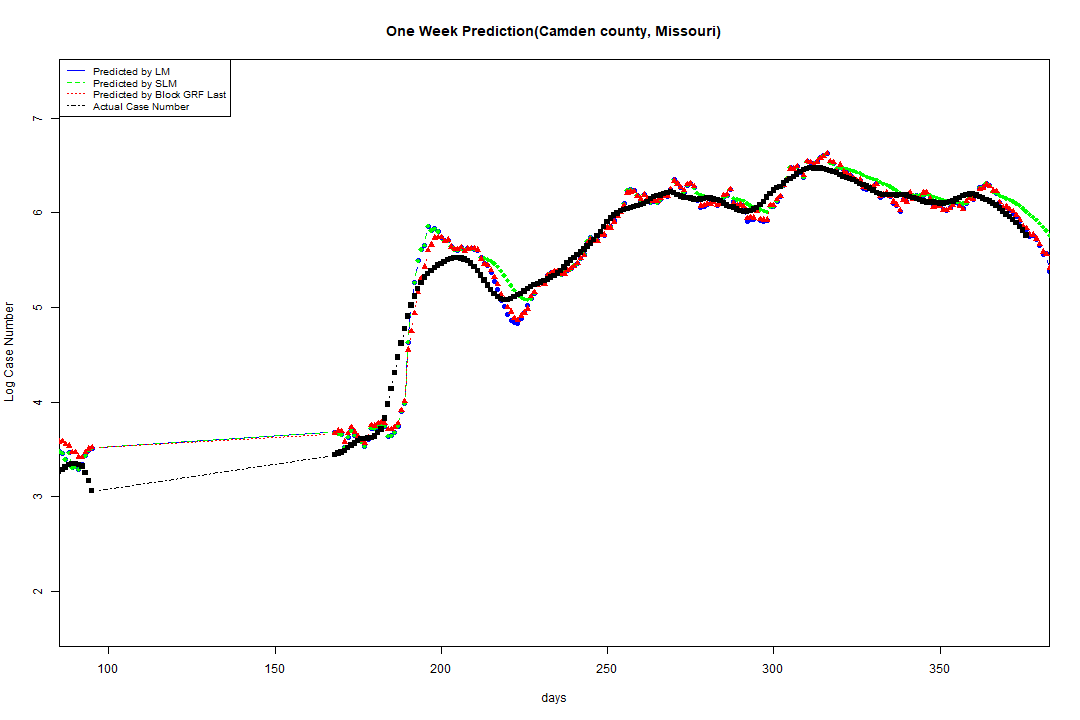 One Week Prediction(Camden county, Missouri)
Predicted by LM
Predicted by SLM
Predicted by Block GRF Last
Actual Case Number
7
6
5
4
3
2
Log Case Number
100 150 200 250 300 350
days